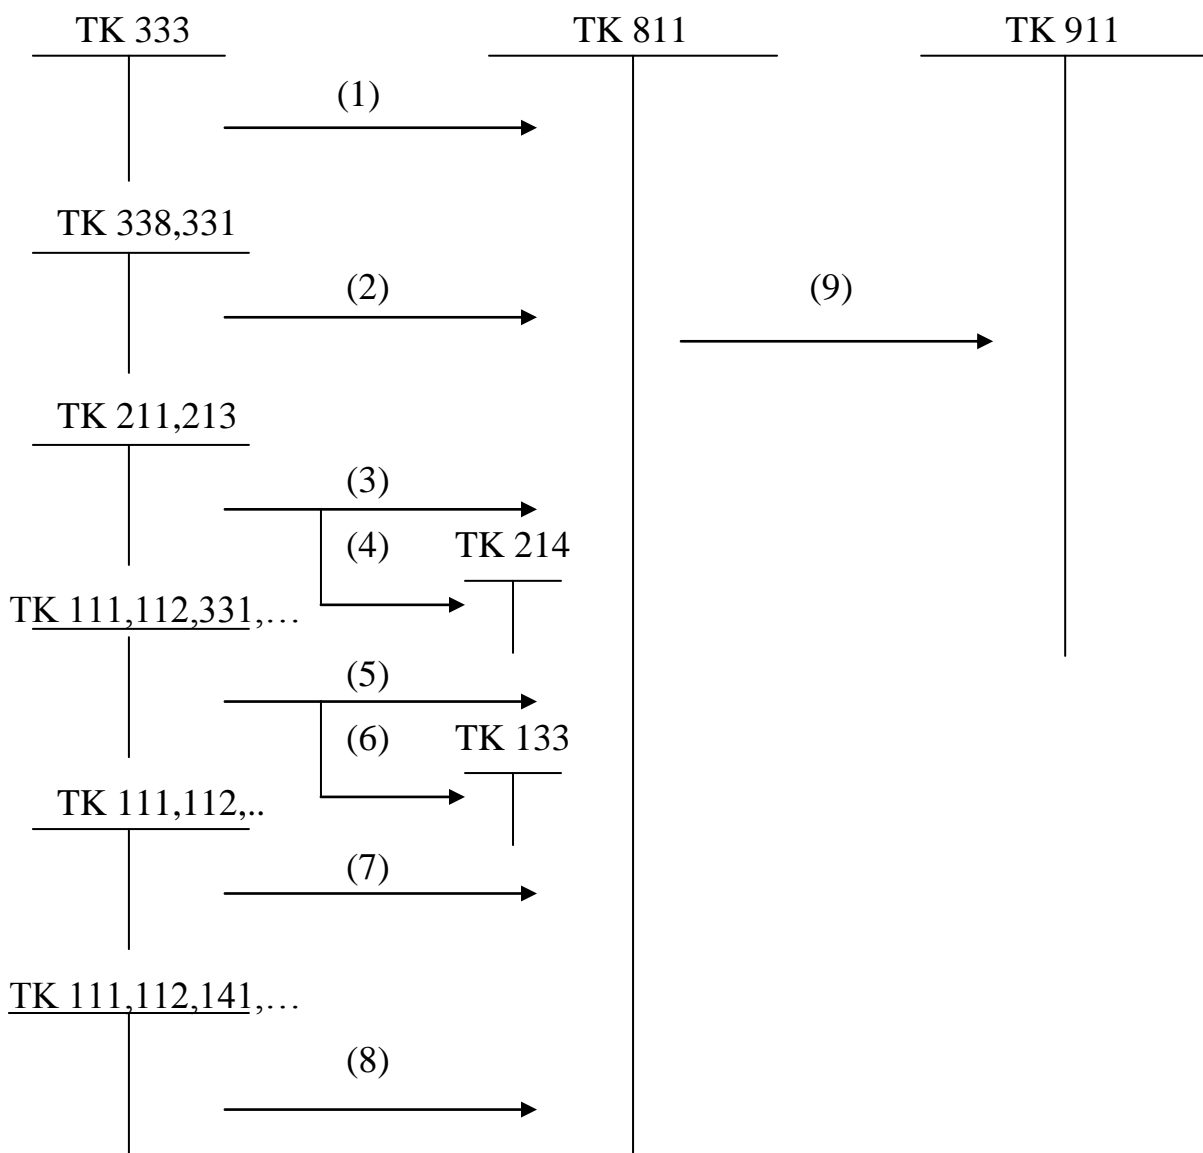 TK 333 TK 811 TK 911
(1)
TK 338,331
(2) (9)
TK 211,213
(3)
(4) TK 214
TK 111,112,331,…
(5)
(6) TK 133
TK 111,112,..
(7)
TK 111,112,141,…
(8)